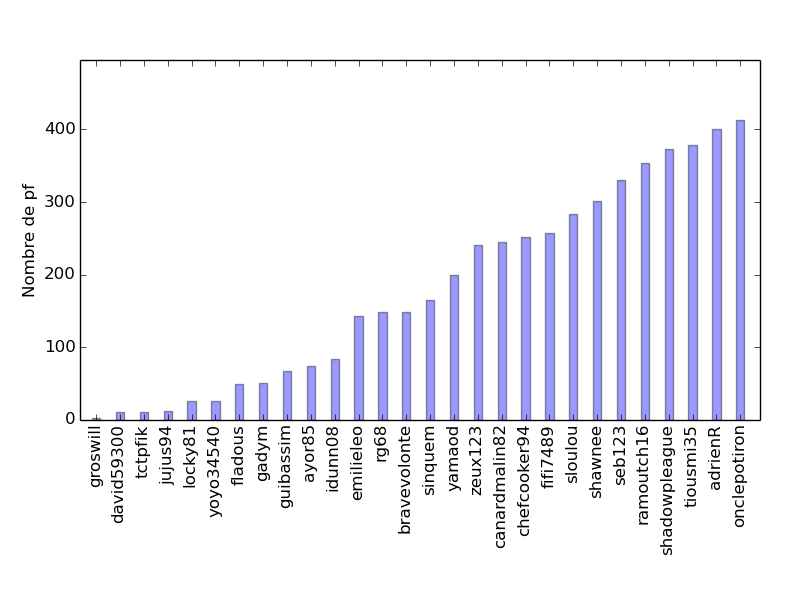 Nombre de pf
400
300
200
100
0
groswill
david59300
tctpfik
jujus94
locky81
yoyo34540
fladous
gadym
guibassim
ayor85
idunn08
emilieleo
rg68
bravevolonte
sinquem
yamaod
zeux123
canardmalin82
chefcooker94
fifi7489
sloulou
shawnee
seb123
ramoutch16
shadowpleague
tiousmi35
adrienR
onclepotiron